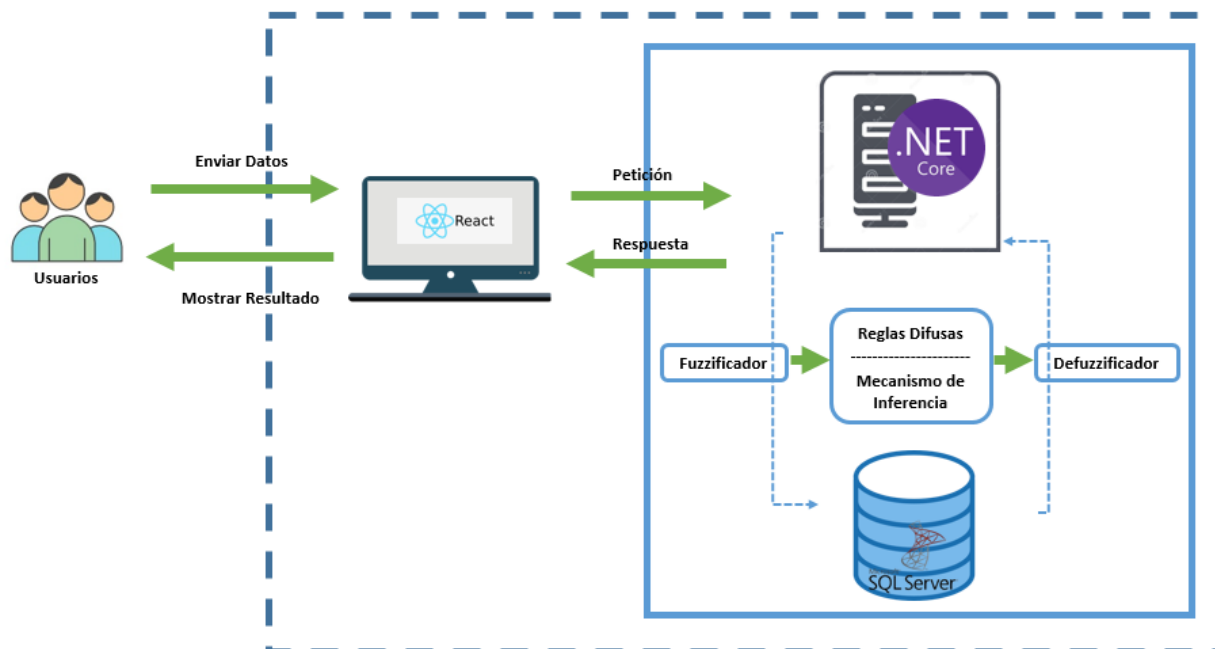 Enviar Datos
Usuarios
Mostrar Resultado
React
Petición
Respuesta
.NET
Core
Fuzzificador
Reglas Difusas
Mecanismo de
Inferencia
Defuzzificador
SQL Server